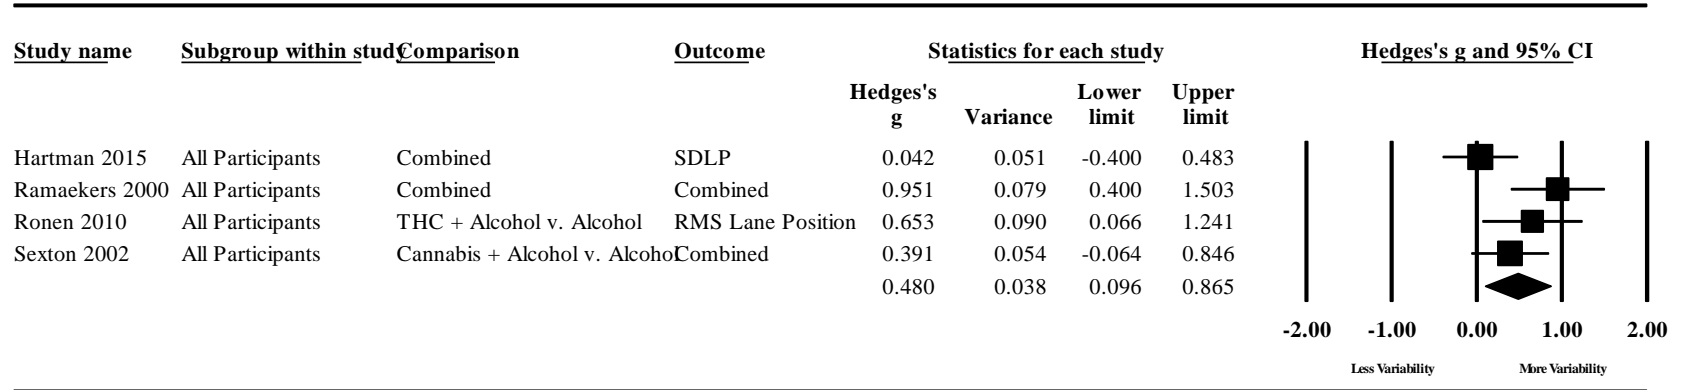 Study name Subgroup within study Comparison Outcome Statistics for each study Hedges's g and 95% CI
Hedges's g Variance Lower limit Upper limit
Hartman 2015 All Participants Combined SDLP 0.042 0.051 -0.400 0.483
Ramaekers 2000 All Participants Combined Combined 0.951 0.079 0.400 1.503
Ronen 2010 All Participants THC + Alcohol v. Alcohol RMS Lane Position 0.653 0.090 0.066 1.241
Sexton 2002 All Participants Cannabis + Alcohol v. Alcohol Combined 0.391 0.054 -0.064 0.846
0.480 0.038 0.096 0.865
-2.00 -1.00 0.00 1.00 2.00
Less Variability More Variability